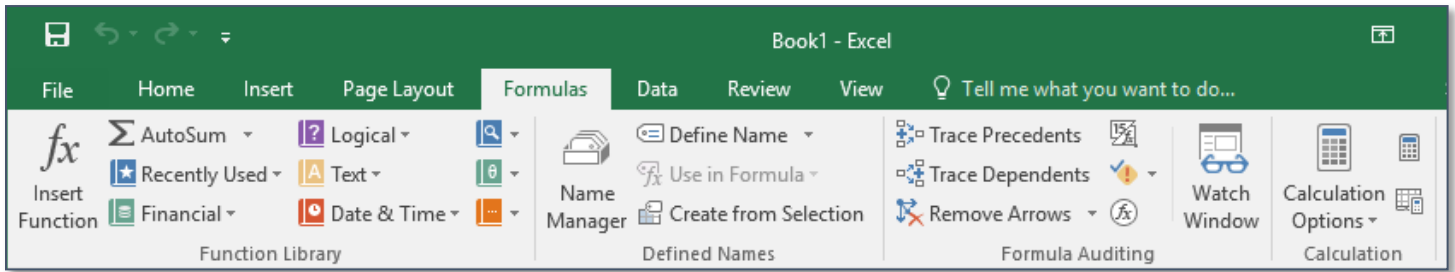 Book1 - Excel
File Home Insert Page Layout Formulas Data Review View Tell me what you want to do...
fx Insert Function
AutoSum
Recently Used
Financial
Logical
Text
Date & Time
Function Library
Name Manager
Define Name
Use in Formula
Create from Selection
Defined Names
Trace Precedents
Trace Dependents
Remove Arrows
fx
Watch Window
Formula Auditing
Calculation Options
Calculation